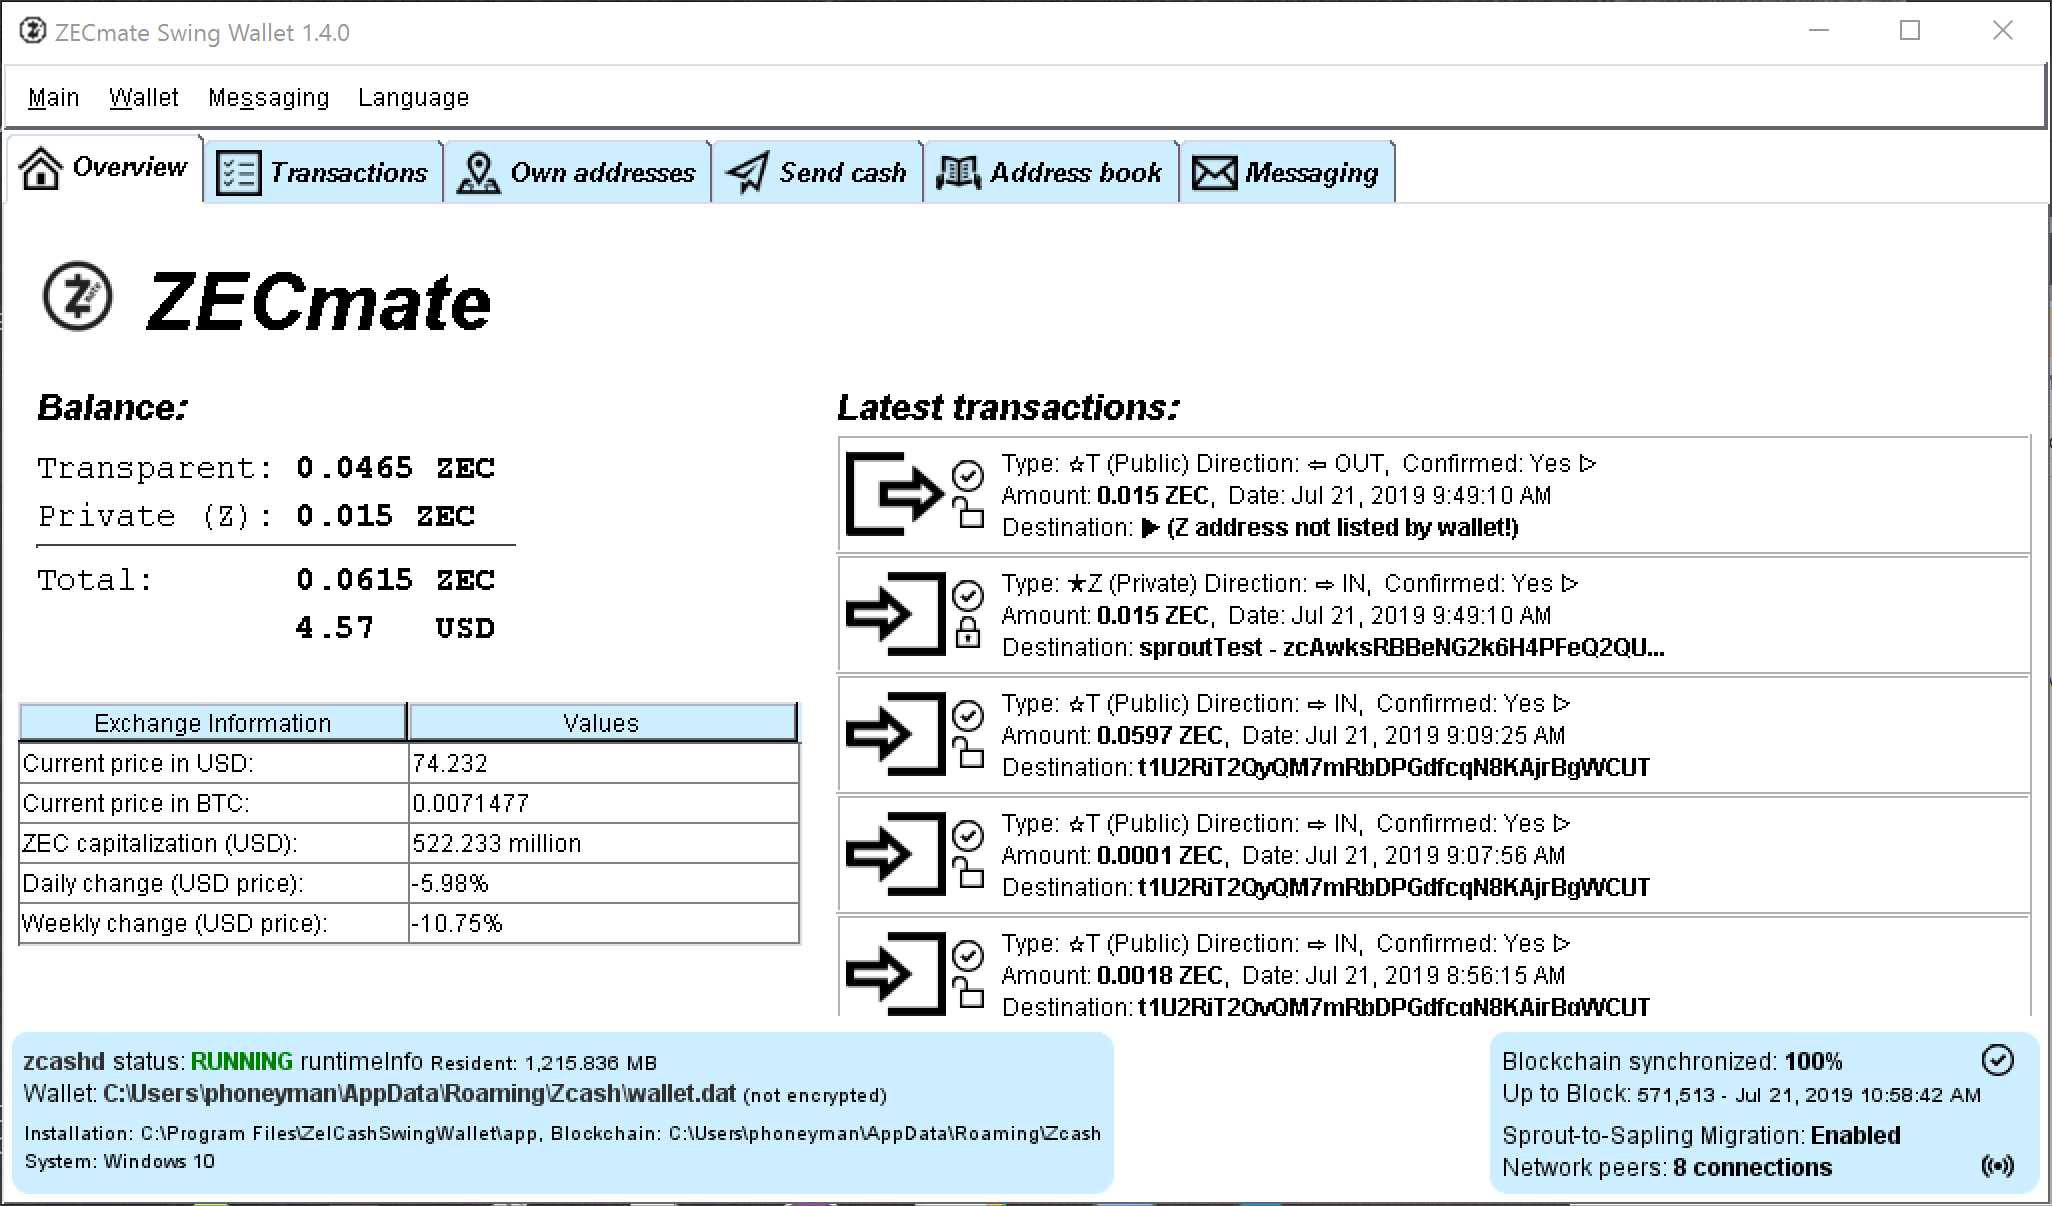 ZECmate Swing Wallet 1.4.0
Main Wallet Messaging Language
Overview Transactions Own addresses Send cash Address book Messaging
ZECmate
Balance:
Transparent: 0.0465 ZEC
Private (Z): 0.015 ZEC
Total: 0.0615 ZEC
4.57 USD
Exchange Information Values
Current price in USD: 74.232
Current price in BTC: 0.0071477
ZEC capitalization (USD): 522.233 million
Daily change (USD price): -5.98%
Weekly change (USD price): -10.75%
Latest transactions:
Type: ☆T (Public) Direction: ⇦ OUT, Confirmed: Yes ▷
Amount: 0.015 ZEC, Date: Jul 21, 2019 9:49:10 AM
Destination: ▶ (Z address not listed by wallet!)
Type: ★Z (Private) Direction: ⇨ IN, Confirmed: Yes ▷
Amount: 0.015 ZEC, Date: Jul 21, 2019 9:49:10 AM
Destination: sproutTest - zcAwksRBBeNG2k6H4PFeQ2QU...
Type: ☆T (Public) Direction: ⇨ IN, Confirmed: Yes ▷
Amount: 0.0597 ZEC, Date: Jul 21, 2019 9:09:25 AM
Destination: t1U2RiT2QyQM7mRbDPGdfcqN8KAjrBgWCUT
Type: ☆T (Public) Direction: ⇨ IN, Confirmed: Yes ▷
Amount: 0.0001 ZEC, Date: Jul 21, 2019 9:07:56 AM
Destination: t1U2RiT2QyQM7mRbDPGdfcqN8KAjrBgWCUT
Type: ☆T (Public) Direction: ⇨ IN, Confirmed: Yes ▷
Amount: 0.0018 ZEC, Date: Jul 21, 2019 8:56:15 AM
Destination: t1U2RiT2QyQM7mRbDPGdfcqN8KAjrBgWCUT
zcashd status: RUNNING runtimeInfo Resident: 1,215.836 MB
Wallet: C:\Users\phoneyman\AppData\Roaming\Zcash\wallet.dat (not encrypted)
Installation: C:\Program Files\ZelCashSwingWallet\app, Blockchain: C:\Users\phoneyman\AppData\Roaming\Zcash
System: Windows 10
Blockchain synchronized: 100%
Up to Block: 571,513 - Jul 21, 2019 10:58:42 AM
Sprout-to-Sapling Migration: Enabled
Network peers: 8 connections